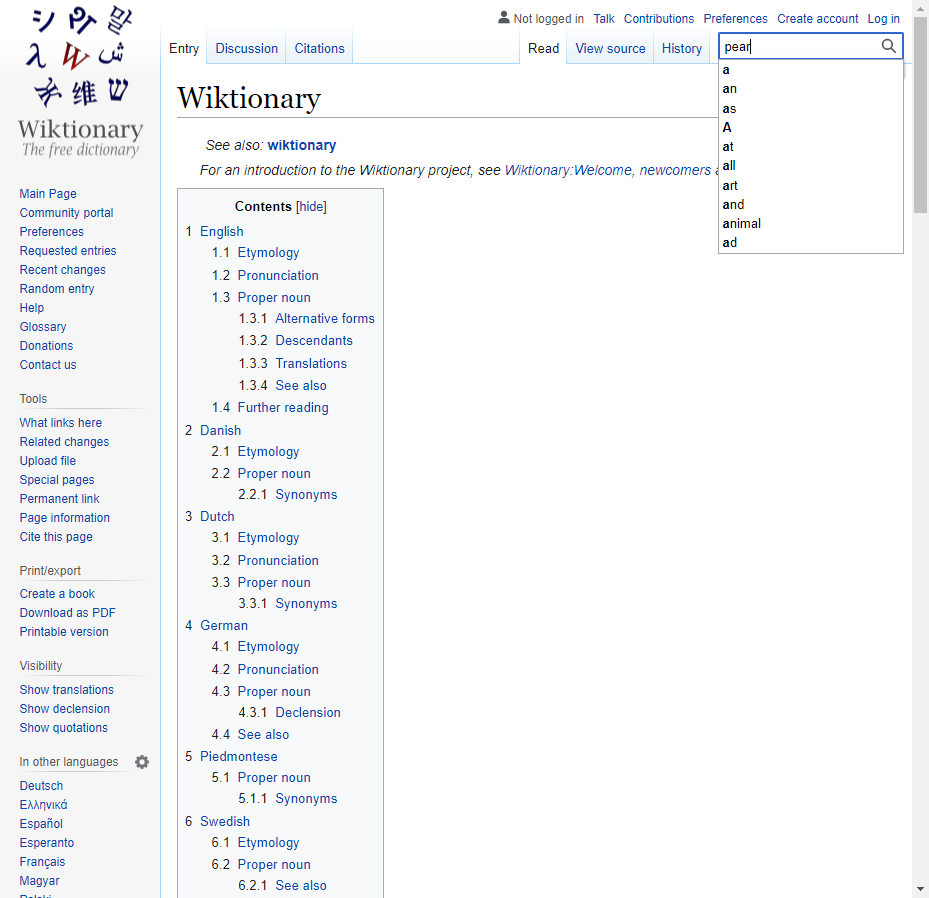 Not logged in Talk Contributions Preferences Create account Log in
Entry Discussion Citations Read View source History pear
a
an
as
A
at
all
art
and
animal
ad
Wiktionary
The free dictionary
Main Page
Community portal
Preferences
Requested entries
Recent changes
Random entry
Help
Glossary
Donations
Contact us
Tools
What links here
Related changes
Upload file
Special pages
Permanent link
Page information
Cite this page
Print/export
Create a book
Download as PDF
Printable version
Visibility
Show translations
Show declension
Show quotations
In other languages
Deutsch
Ελληνικά
Español
Esperanto
Français
Magyar
Wiktionary
See also: wiktionary
For an introduction to the Wiktionary project, see Wiktionary:Welcome, newcomers
Contents [hide]
1 English
1.1 Etymology
1.2 Pronunciation
1.3 Proper noun
1.3.1 Alternative forms
1.3.2 Descendants
1.3.3 Translations
1.3.4 See also
1.4 Further reading
2 Danish
2.1 Etymology
2.2 Proper noun
2.2.1 Synonyms
3 Dutch
3.1 Etymology
3.2 Pronunciation
3.3 Proper noun
3.3.1 Synonyms
4 German
4.1 Etymology
4.2 Pronunciation
4.3 Proper noun
4.3.1 Declension
4.4 See also
5 Piedmontese
5.1 Proper noun
5.1.1 Synonyms
6 Swedish
6.1 Etymology
6.2 Proper noun
6.2.1 See also